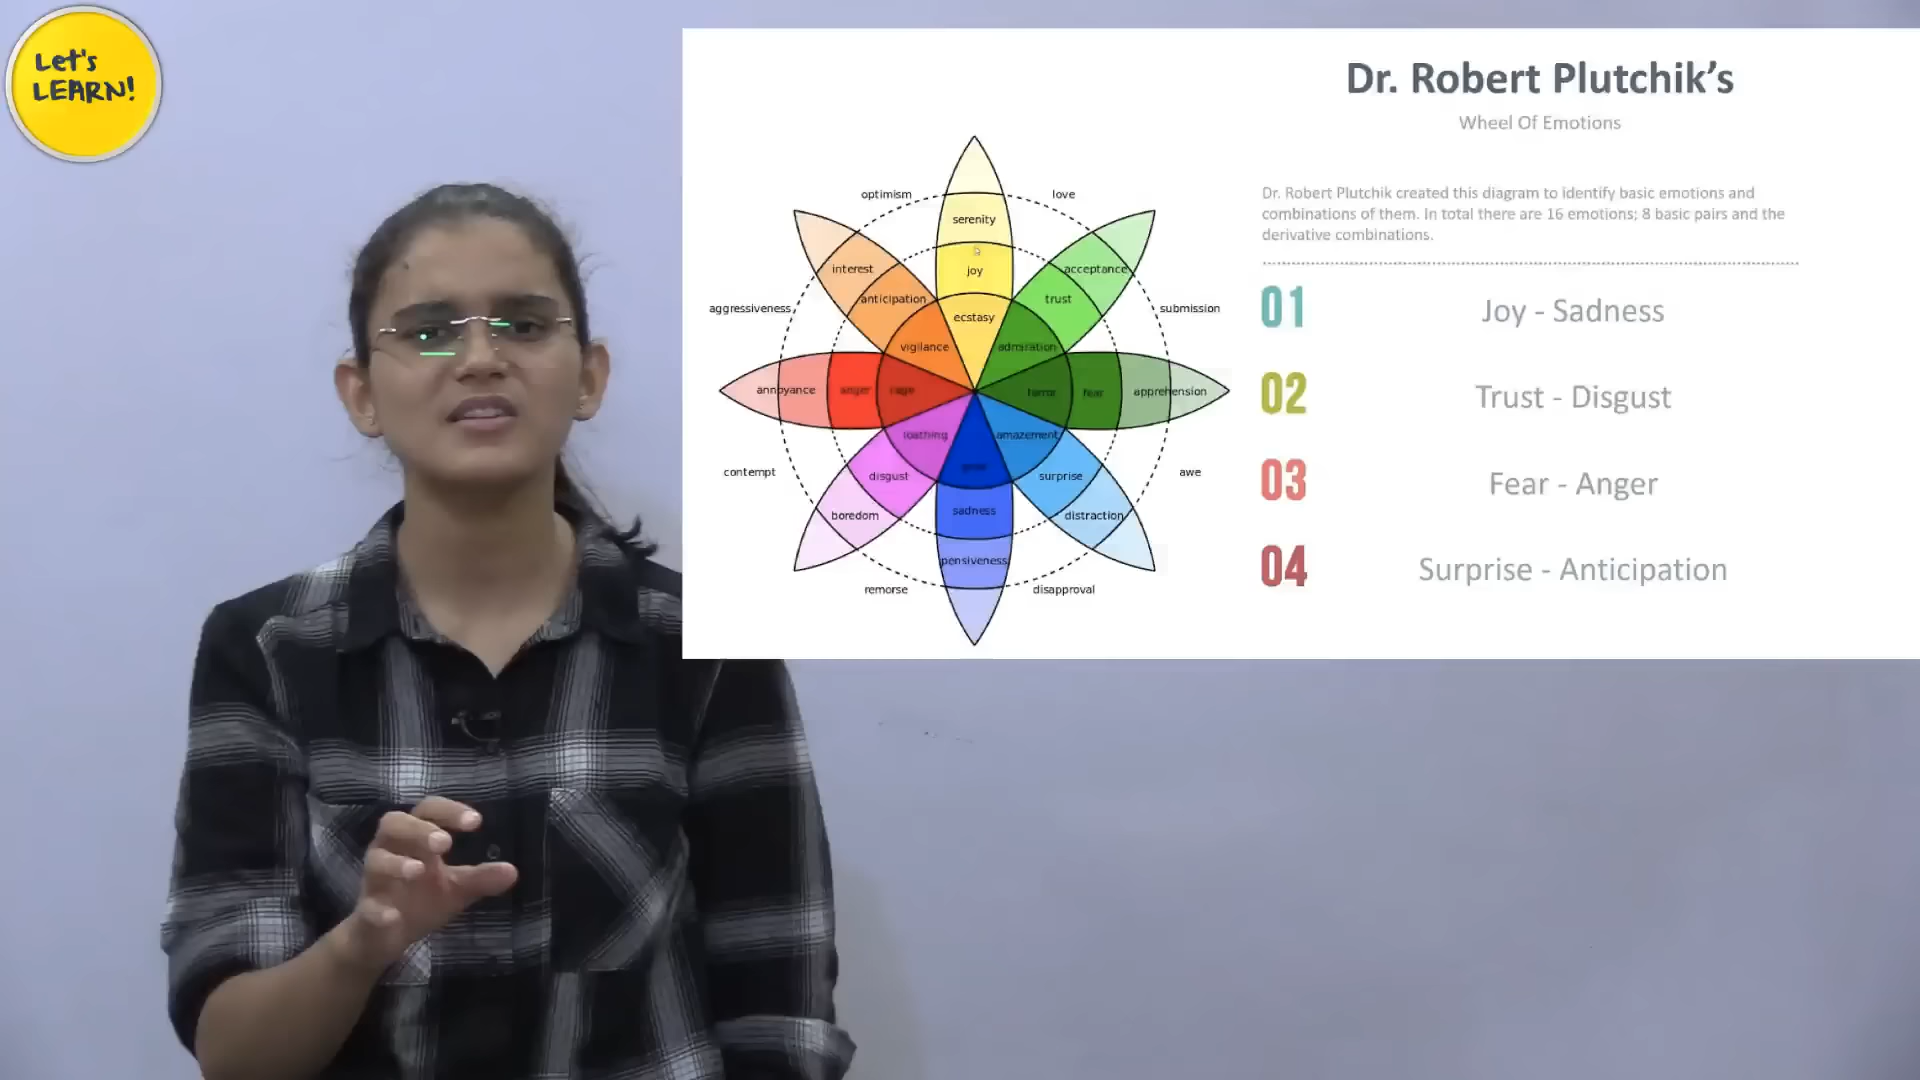 Let's
LEARN!
Dr. Robert Plutchik’s
Wheel Of Emotions
Dr. Robert Plutchik created this diagram to identify basic emotions and
combinations of them. In total there are 16 emotions; 8 basic pairs and the
derivative combinations.
01 Joy - Sadness
02 Trust - Disgust
03 Fear - Anger
04 Surprise - Anticipation
optimism
love
serenity
interest
joy
acceptance
anticipation
trust
aggressiveness
ecstasy
submission
vigilance
admiration
annoyance
anger
rage
terror
fear
apprehension
loathing
amazement
contempt
grief
awe
disgust
surprise
boredom
sadness
distraction
pensiveness
remorse
disapproval